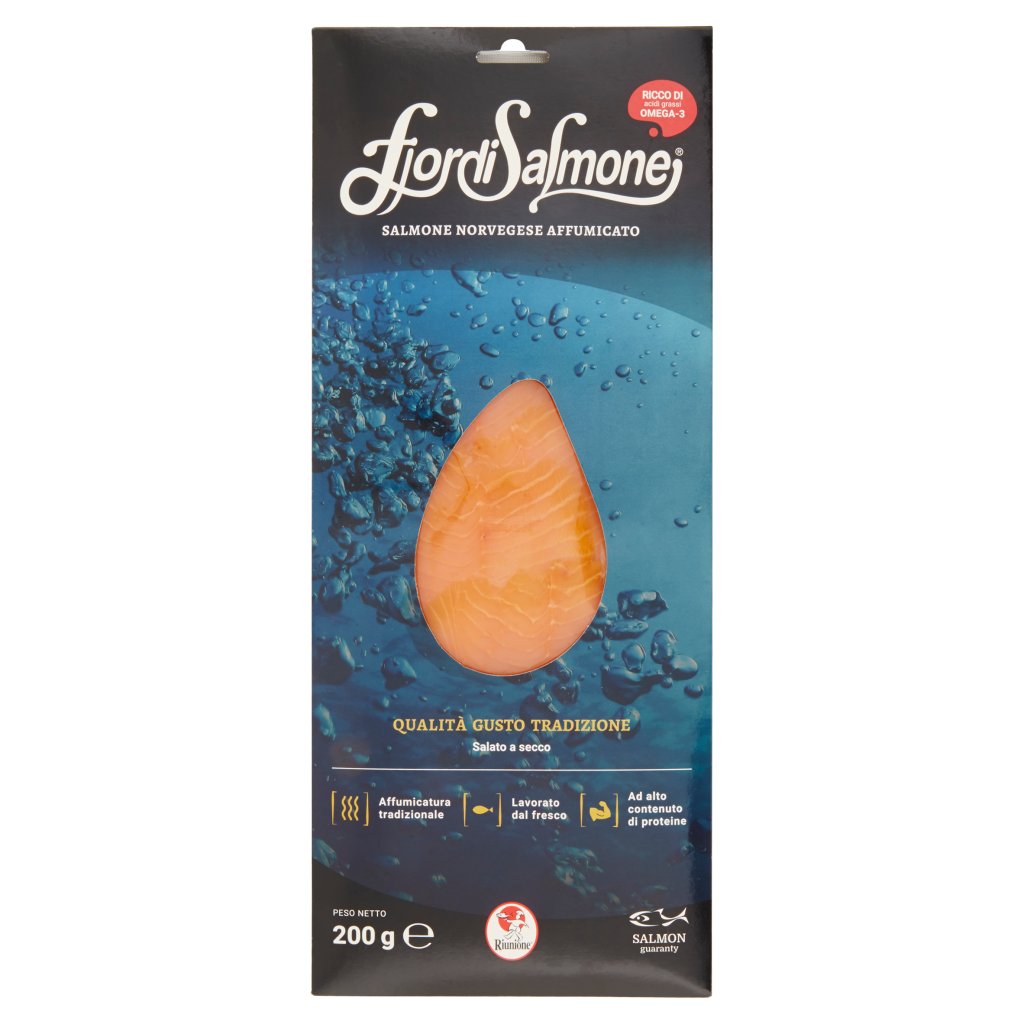 RICCO DI
acidi grassi
OMEGA-3
fjordiSalmone®
SALMONE NORVEGESE AFFUMICATO
QUALITÀ GUSTO TRADIZIONE
Salato a secco
Affumicatura
tradizionale
Lavorato
dal fresco
Ad alto
contenuto
di proteine
PESO NETTO
200 g ℮
Riunione
SALMON
guaranty